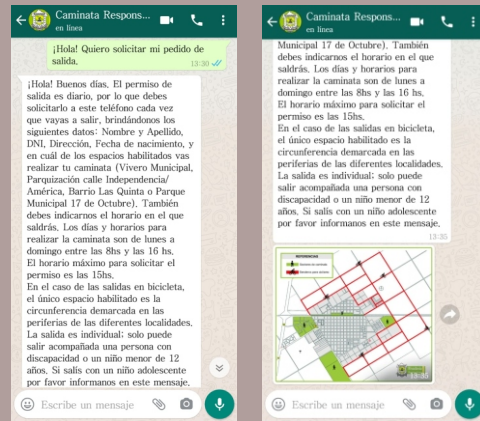 Caminata Respons...
en línea
¡Hola! Quiero solicitar mi pedido de
salida.
13:30
¡Hola! Buenos días. El permiso de
salida es diario, por lo que debes
solicitarlo a este teléfono cada vez
que vayas a salir, brindándonos los
siguientes datos: Nombre y Apellido,
DNI, Dirección, Fecha de nacimiento, y
en cuál de los espacios habilitados vas
realizar tu caminata (Vivero Municipal,
Parquización calle Independencia/
América, Barrio Las Quinta o Parque
Municipal 17 de Octubre). También
debes indicarnos el horario en el que
saldrás. Los días y horarios para
realizar la caminata son de lunes a
domingo entre las 8hs y las 16 hs.
El horario máximo para solicitar el
permiso es las 15hs.
En el caso de las salidas en bicicleta,
el único espacio habilitado es la
circunferencia demarcada en las
periferias de las diferentes localidades.
La salida es individual; solo puede
salir acompañada una persona con
discapacidad o un niño menor de 12
años. Si salís con un niño adolescente
por favor informanos en este mensaje.
Escribe un mensaje
Caminata Respons...
en línea
Municipal 17 de Octubre). También
debes indicarnos el horario en el que
saldrás. Los días y horarios para
realizar la caminata son de lunes a
domingo entre las 8hs y las 16 hs.
El horario máximo para solicitar el
permiso es las 15hs.
En el caso de las salidas en bicicleta,
el único espacio habilitado es la
circunferencia demarcada en las
periferias de las diferentes localidades.
La salida es individual; solo puede
salir acompañada una persona con
discapacidad o un niño menor de 12
años. Si salís con un niño adolescente
por favor informanos en este mensaje.
13:35
REFERENCIAS
13:35
Escribe un mensaje